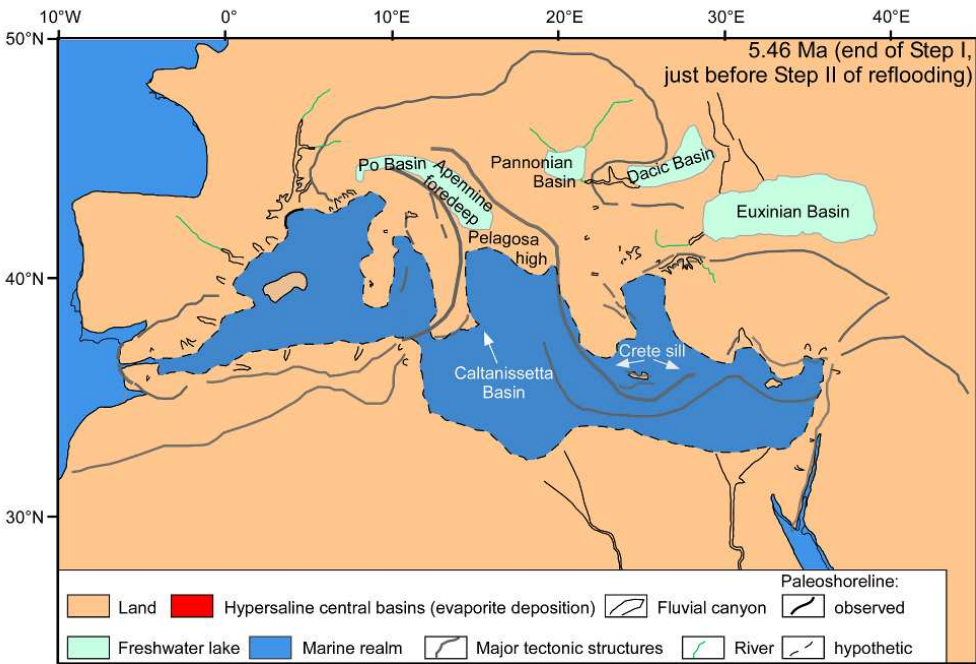 10°W 0° 10°E 20°E 30°E 40°E
50°N
5.46 Ma (end of Step I,
just before Step II of reflooding)
Po Basin
Apennine
foredeep
Pannonian
Basin
Dacic Basin
Euxinian Basin
Pelagosa
high
40°N
Crete sill
Caltanissetta
Basin
30°N
Paleoshoreline:
Land Hypersaline central basins (evaporite deposition) Fluvial canyon observed
Freshwater lake Marine realm Major tectonic structures River hypothetic